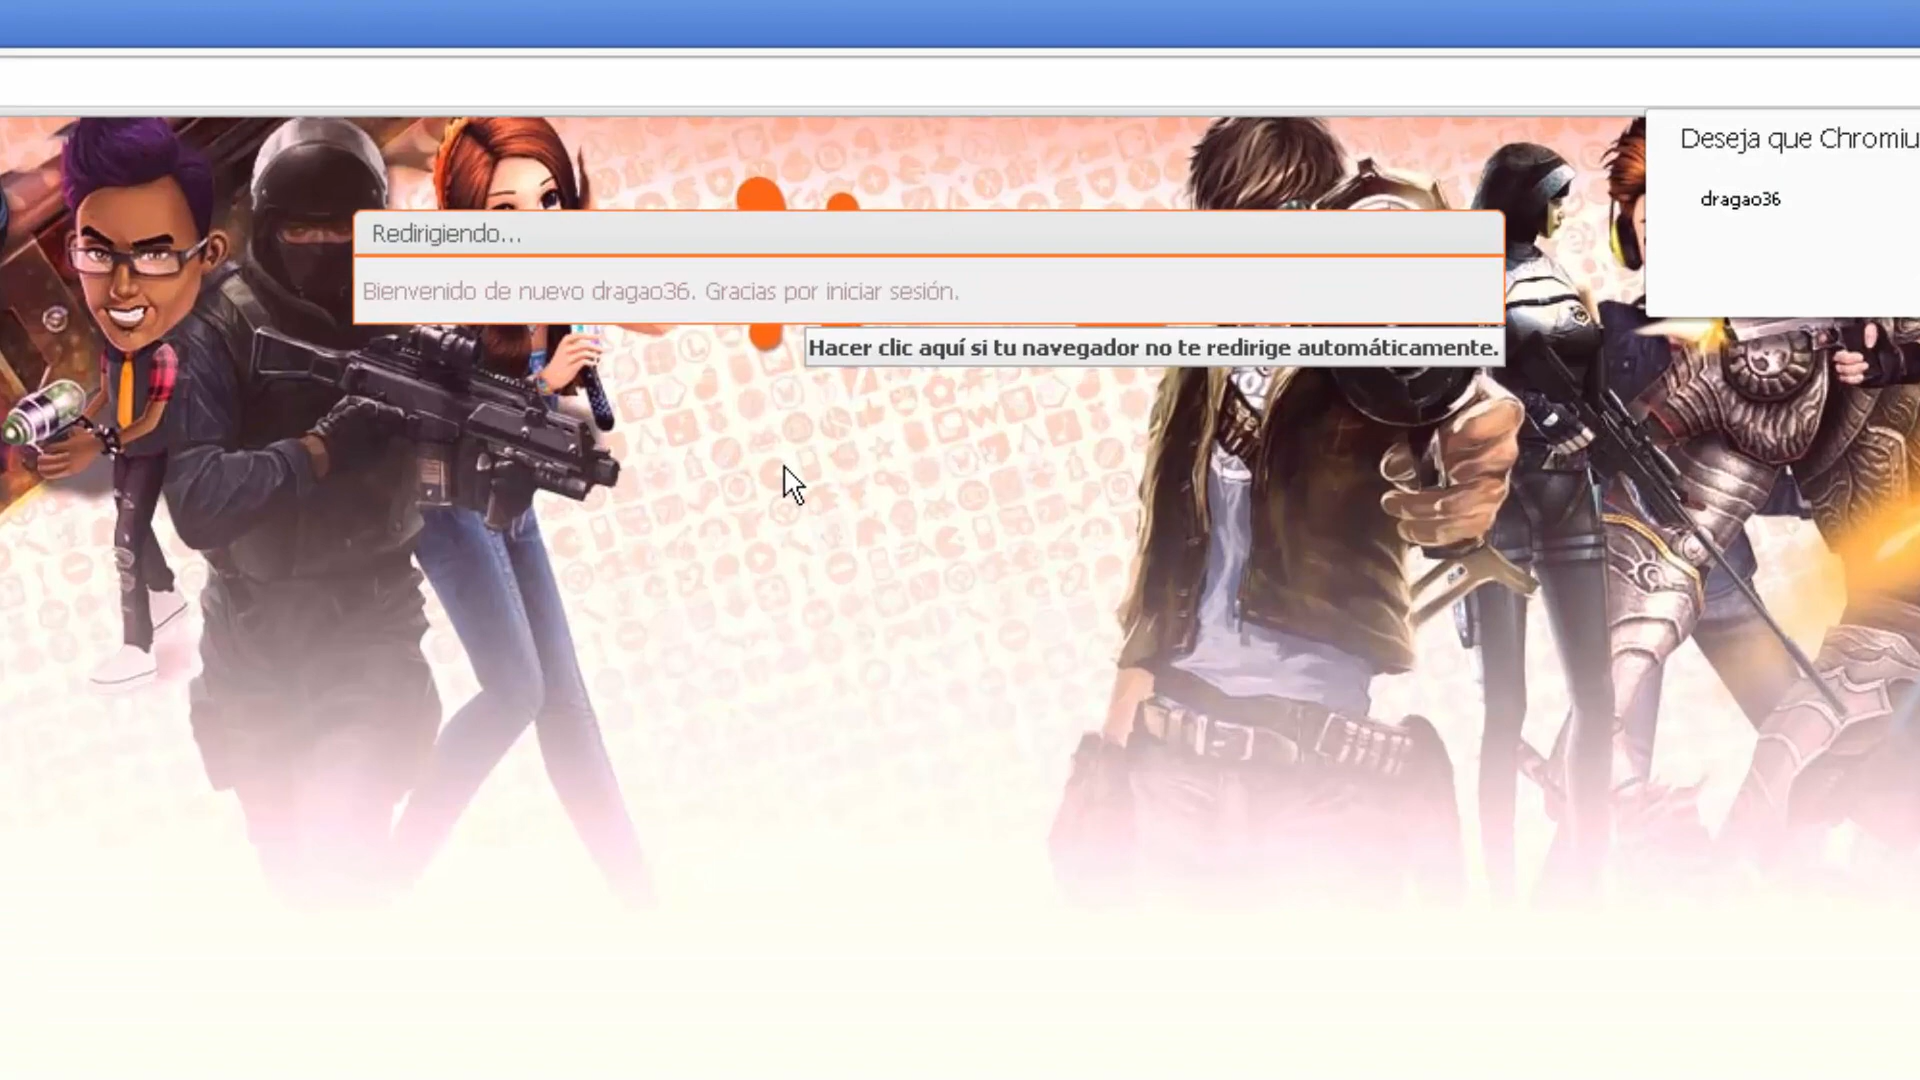 Deseja que Chromiu
dragao36
Redirigiendo...
Bienvenido de nuevo dragao36. Gracias por iniciar sesión.
Hacer clic aquí si tu navegador no te redirige automáticamente.